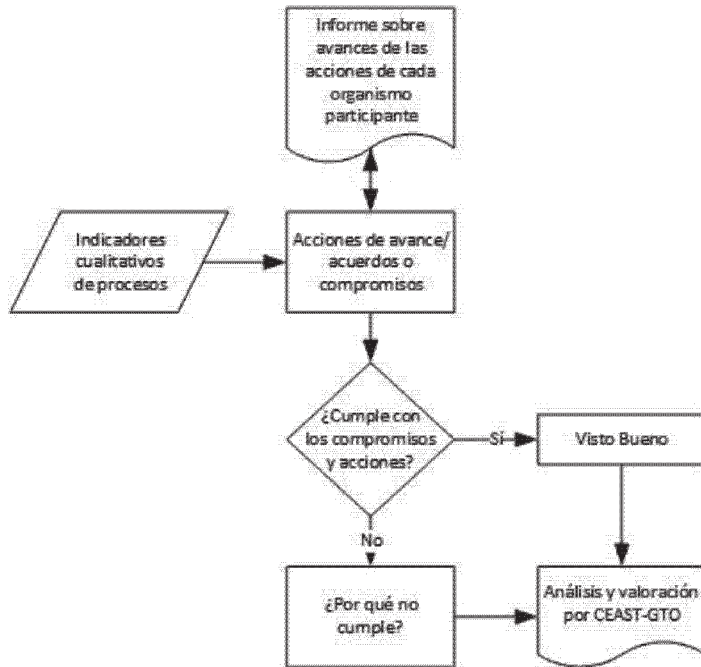 Informe sobre
avances de las
acciones de cada
organismo
participante
Indicadores
cualitativos
de procesos
Acciones de avance/
acuerdos o
compromisos
¿Cumple con
los compromisos
y acciones?
Sí
Visto Bueno
No
¿Por qué no
cumple?
Análisis y valoración
por CEAST-GTO